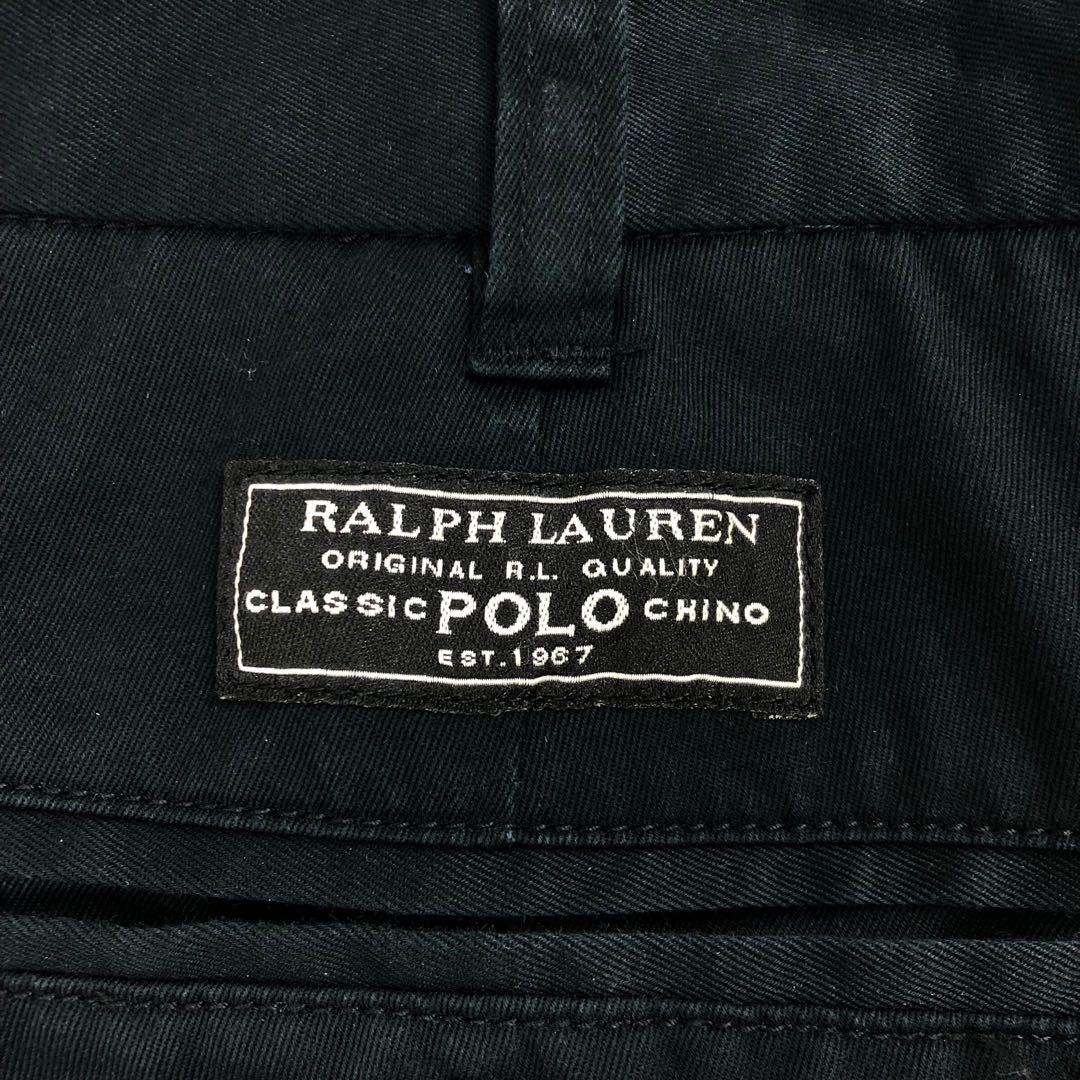 RALPH LAUREN
ORIGINAL R.L. QUALITY
CLASSIC POLO CHINO
EST. 1967